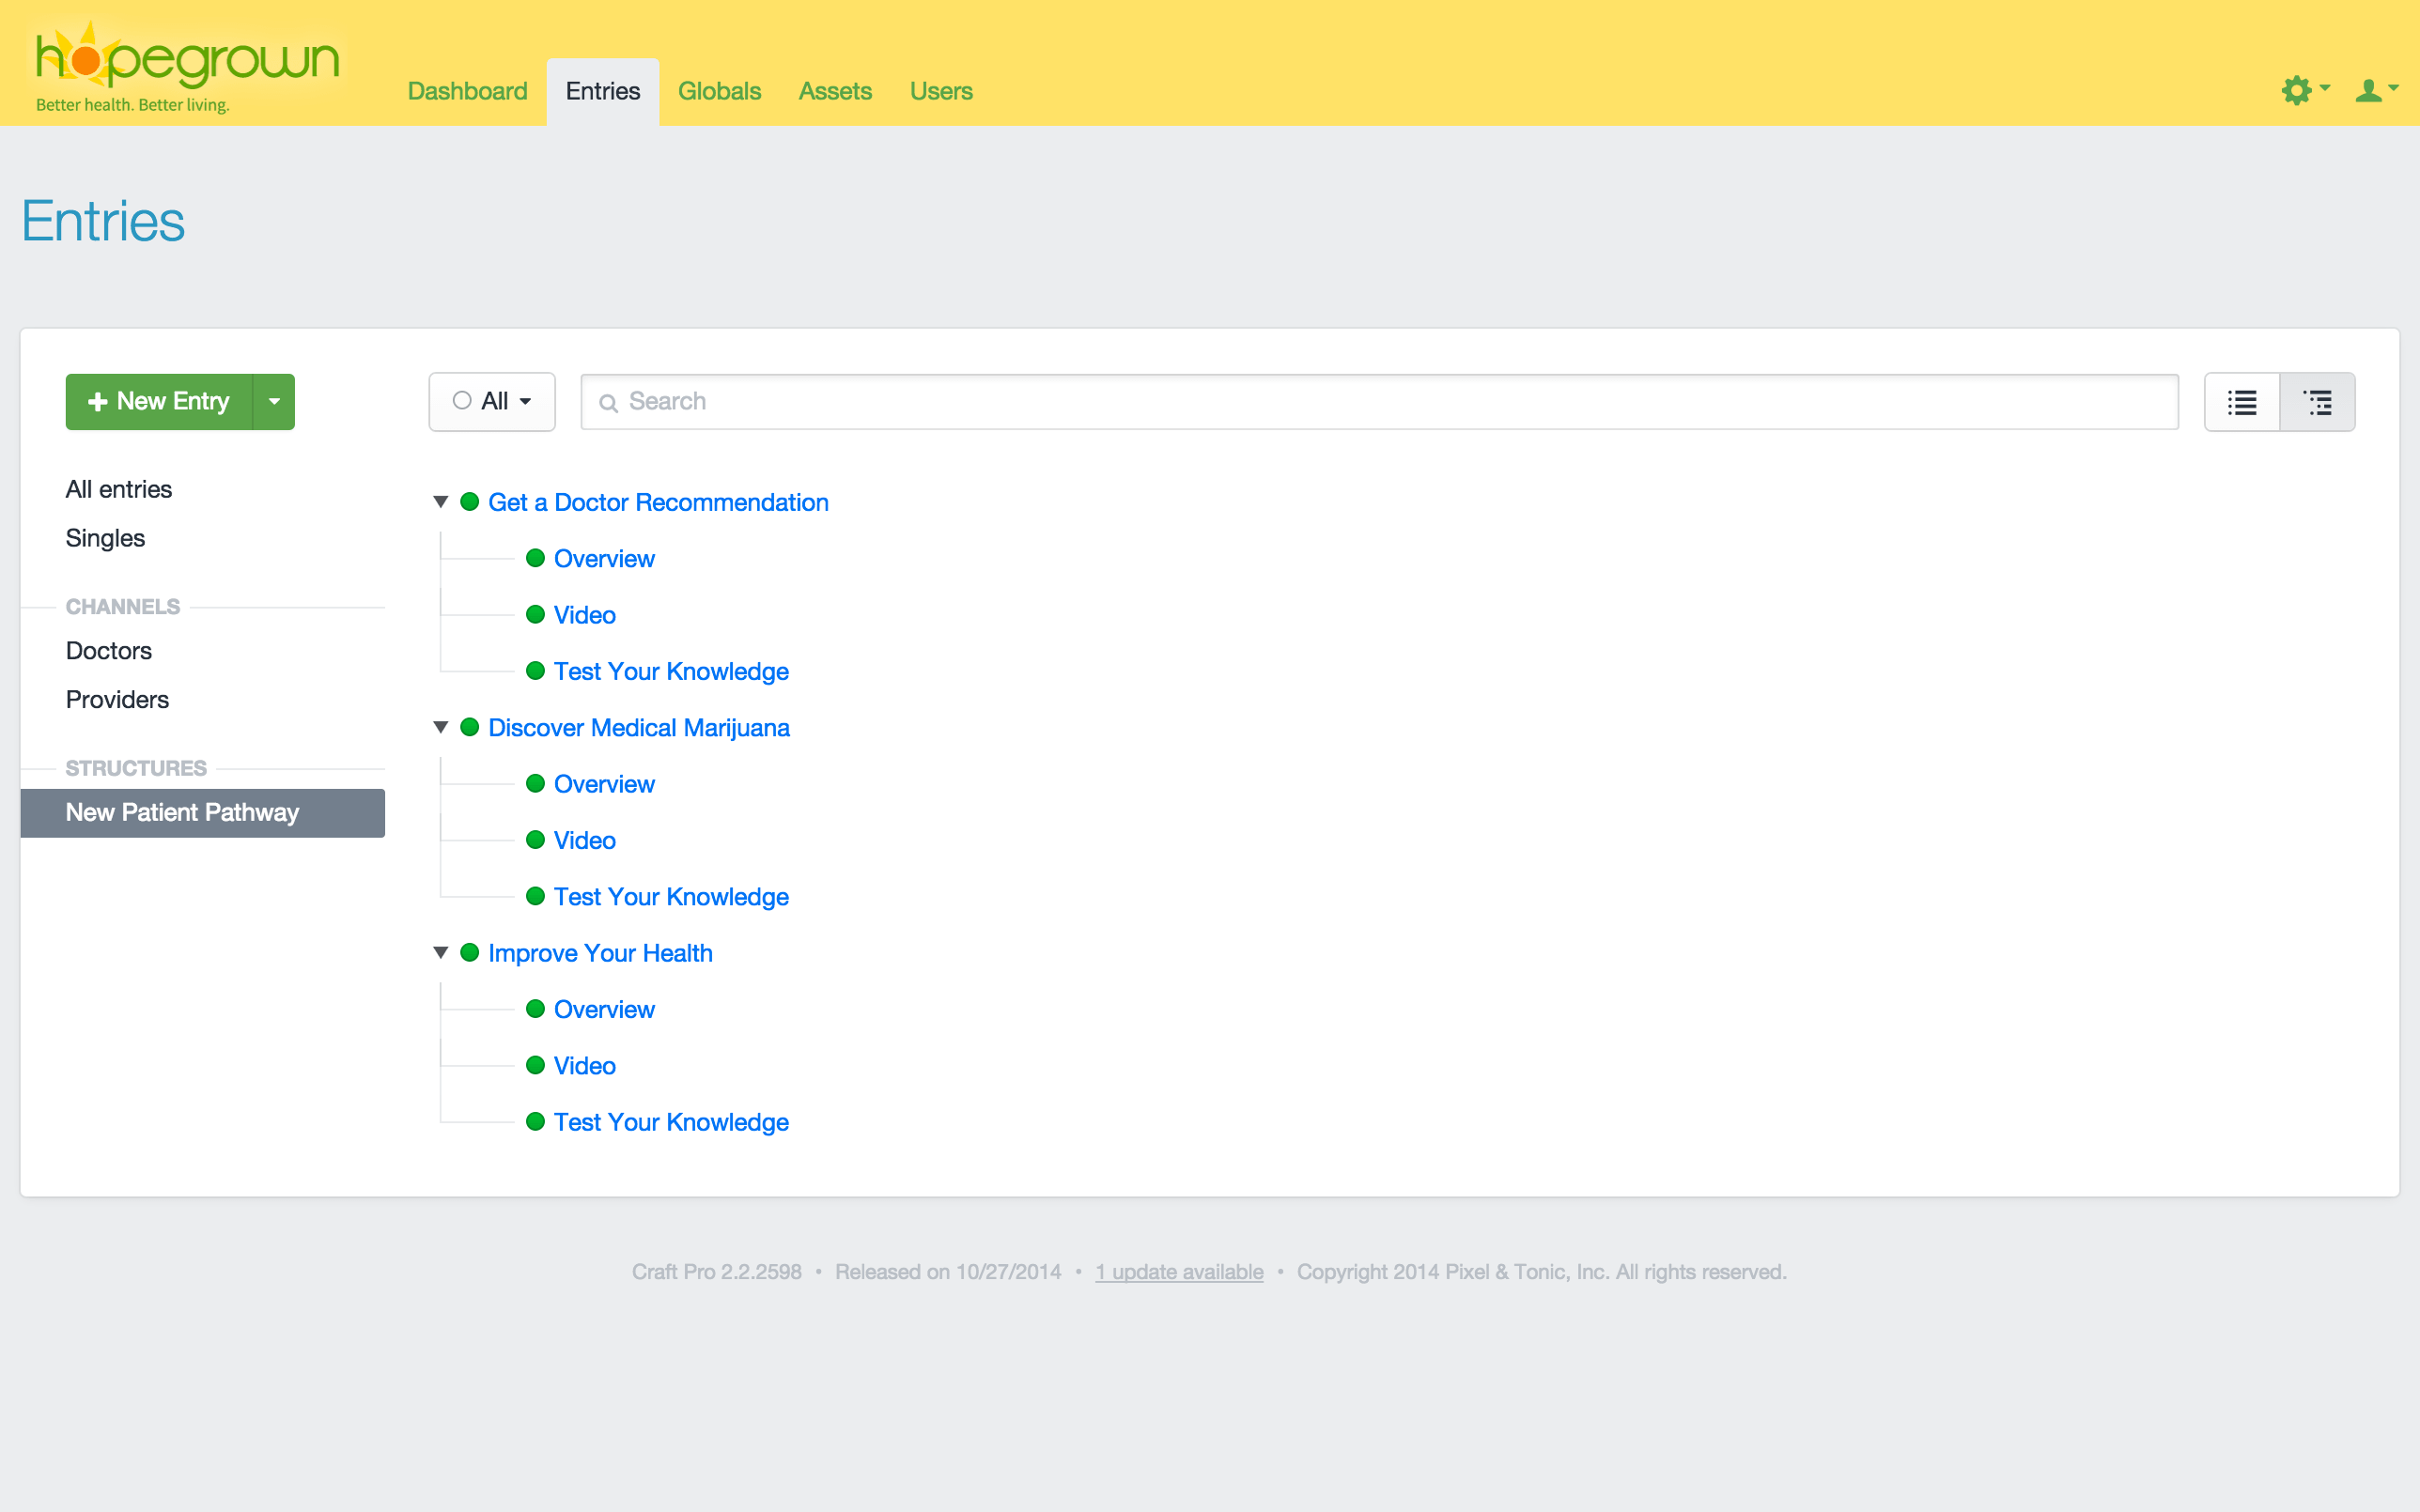 hopegrown
Better health. Better living.
Dashboard Entries Globals Assets Users
Entries
New Entry
All
Search
All entries
Singles
CHANNELS
Doctors
Providers
STRUCTURES
New Patient Pathway
Get a Doctor Recommendation
Overview
Video
Test Your Knowledge
Discover Medical Marijuana
Overview
Video
Test Your Knowledge
Improve Your Health
Overview
Video
Test Your Knowledge
Craft Pro 2.2.2598 • Released on 10/27/2014 • 1 update available • Copyright 2014 Pixel & Tonic, Inc. All rights reserved.